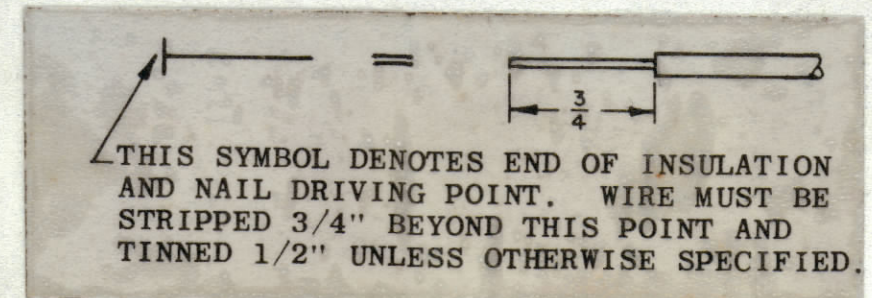 3/4
THIS SYMBOL DENOTES END OF INSULATION
AND NAIL DRIVING POINT. WIRE MUST BE
STRIPPED 3/4" BEYOND THIS POINT AND
TINNED 1/2" UNLESS OTHERWISE SPECIFIED.